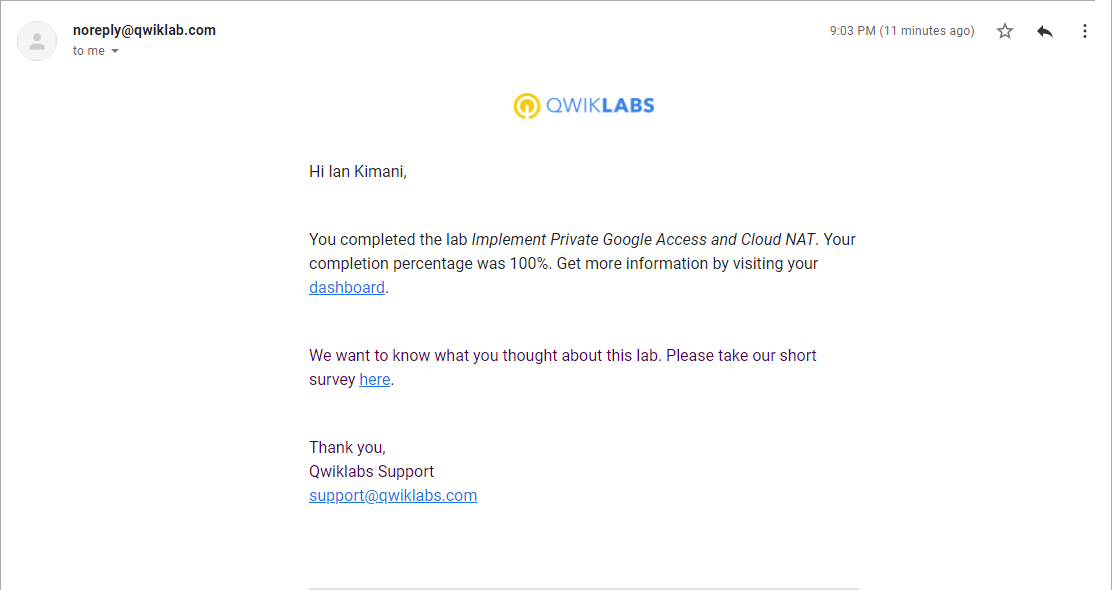 noreply@qwiklab.com
9:03 PM (11 minutes ago)
to me
QWIKLABS
Hi Ian Kimani,
You completed the lab Implement Private Google Access and Cloud NAT. Your
completion percentage was 100%. Get more information by visiting your
dashboard.
We want to know what you thought about this lab. Please take our short
survey here.
Thank you,
Qwiklabs Support
support@qwiklabs.com